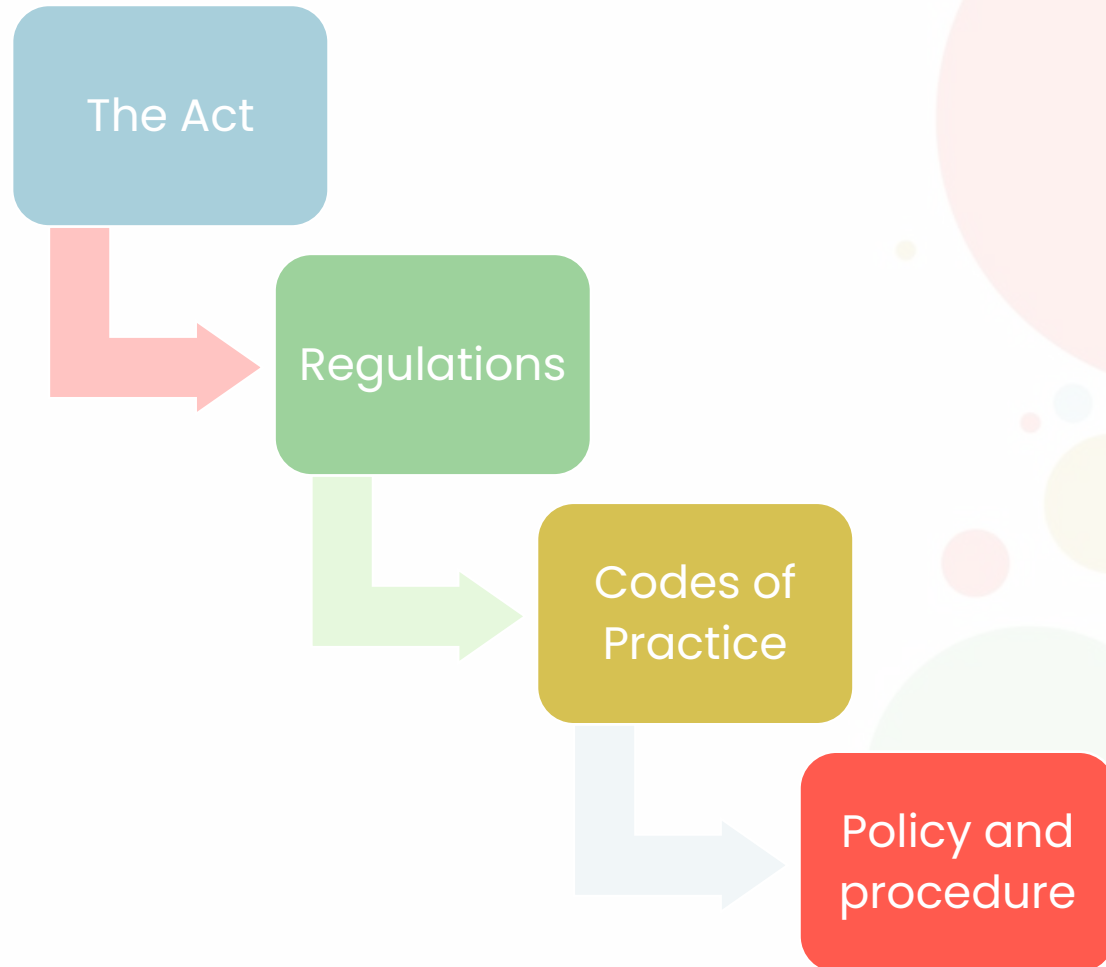 The Act
Regulations
Codes of
Practice
Policy and
procedure